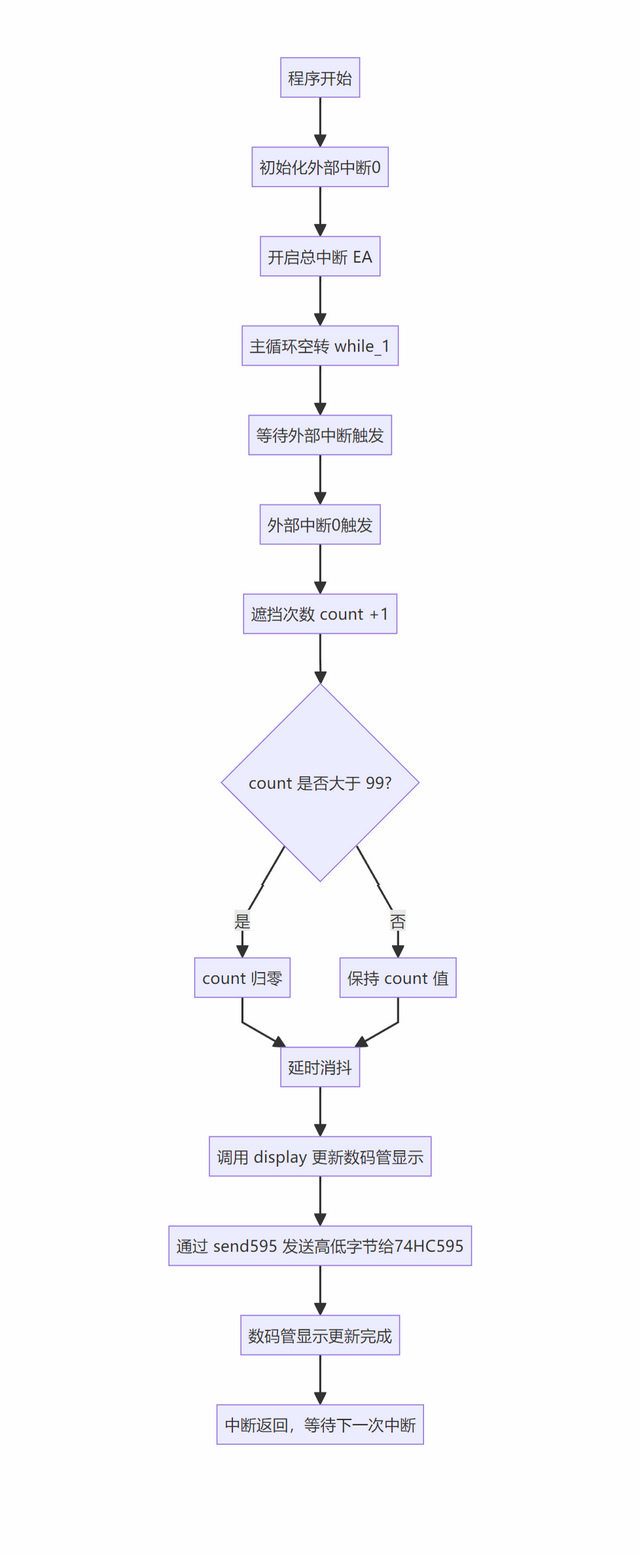 程序开始
初始化外部中断0
开启总中断 EA
主循环空转 while_1
等待外部中断触发
外部中断0触发
遮挡次数 count +1
count 是否大于 99?
是
否
count 归零
保持 count 值
延时消抖
调用 display 更新数码管显示
通过 send595 发送高低字节给74HC595
数码管显示更新完成
中断返回，等待下一次中断